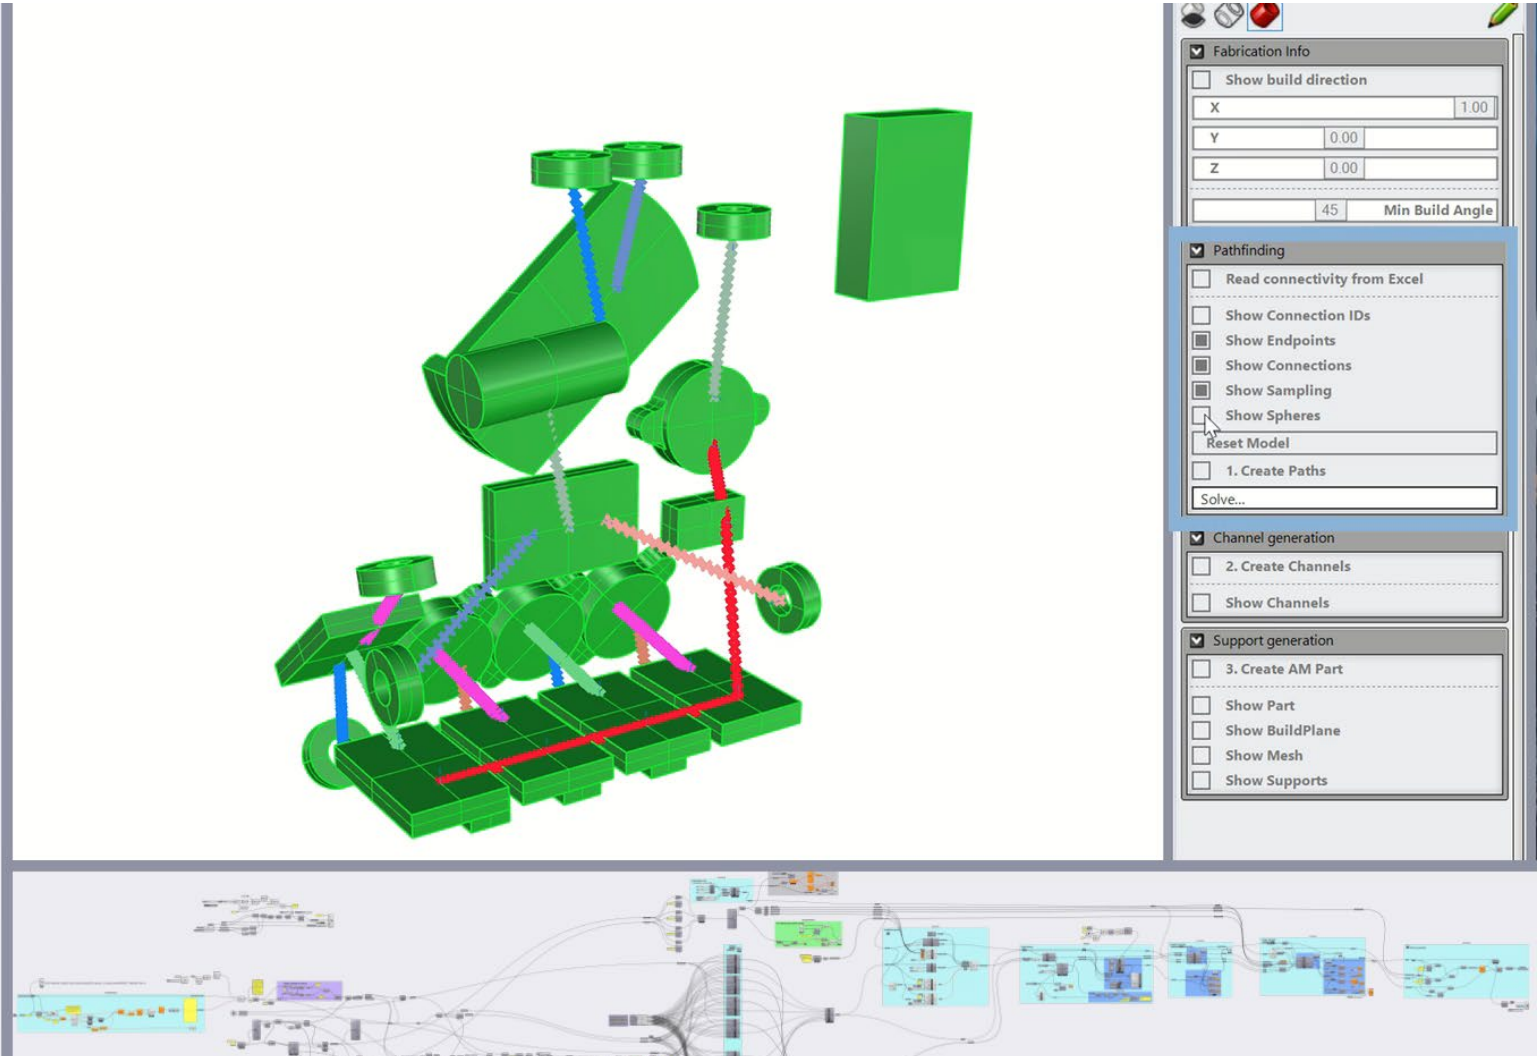 Fabrication Info
Show build direction
X 1.00
Y 0.00
Z 0.00
45 Min Build Angle
Pathfinding
Read connectivity from Excel
Show Connection IDs
Show Endpoints
Show Connections
Show Sampling
Show Spheres
Reset Model
1. Create Paths
Solve...
Channel generation
2. Create Channels
Show Channels
Support generation
3. Create AM Part
Show Part
Show BuildPlane
Show Mesh
Show Supports